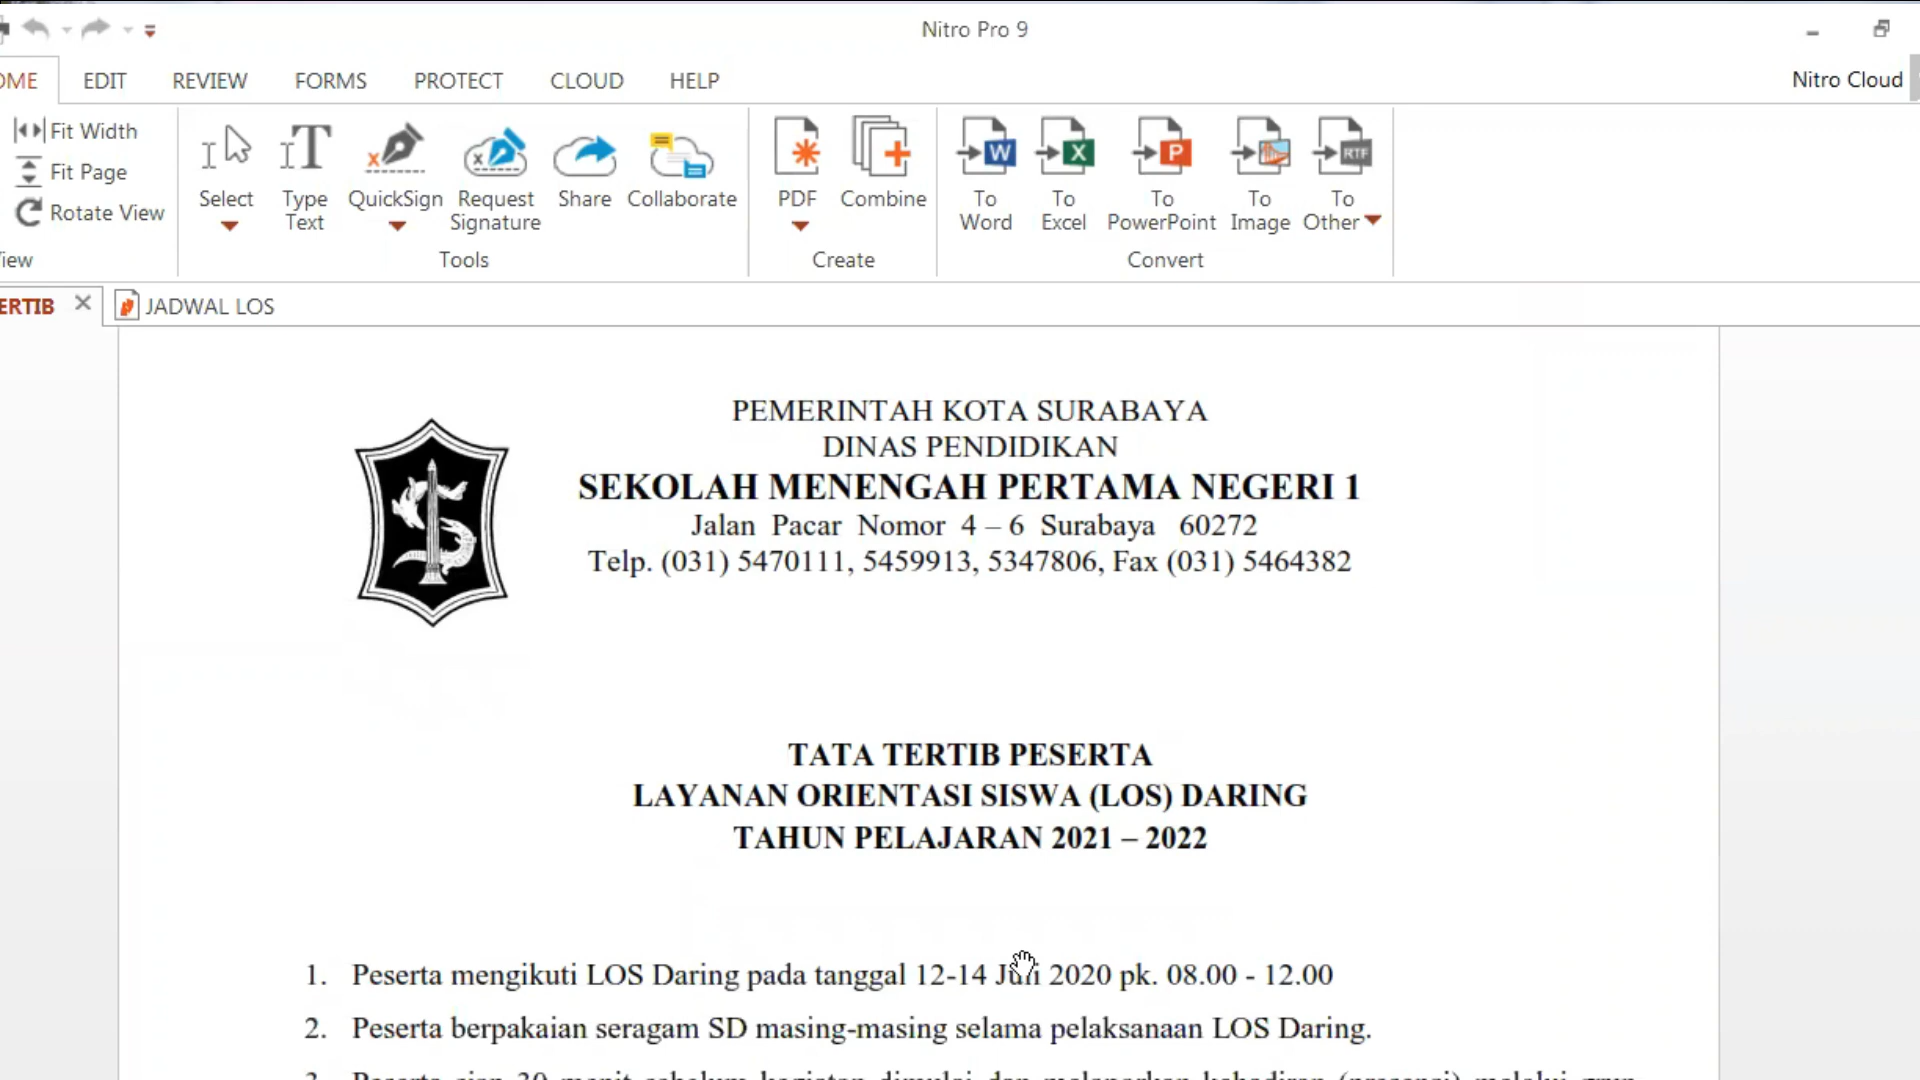 Nitro Pro 9
OME EDIT REVIEW FORMS PROTECT CLOUD HELP Nitro Cloud
Fit Width
Fit Page
Rotate View
Select
Type Text
QuickSign
Request Signature
Share
Collaborate
PDF
Combine
To Word
To Excel
To PowerPoint
To Image
To Other
iew Tools Create Convert
ERTIB JADWAL LOS
PEMERINTAH KOTA SURABAYA
DINAS PENDIDIKAN
SEKOLAH MENENGAH PERTAMA NEGERI 1
Jalan Pacar Nomor 4 – 6 Surabaya 60272
Telp. (031) 5470111, 5459913, 5347806, Fax (031) 5464382
TATA TERTIB PESERTA
LAYANAN ORIENTASI SISWA (LOS) DARING
TAHUN PELAJARAN 2021 – 2022
1. Peserta mengikuti LOS Daring pada tanggal 12-14 Juli 2020 pk. 08.00 - 12.00
2. Peserta berpakaian seragam SD masing-masing selama pelaksanaan LOS Daring.